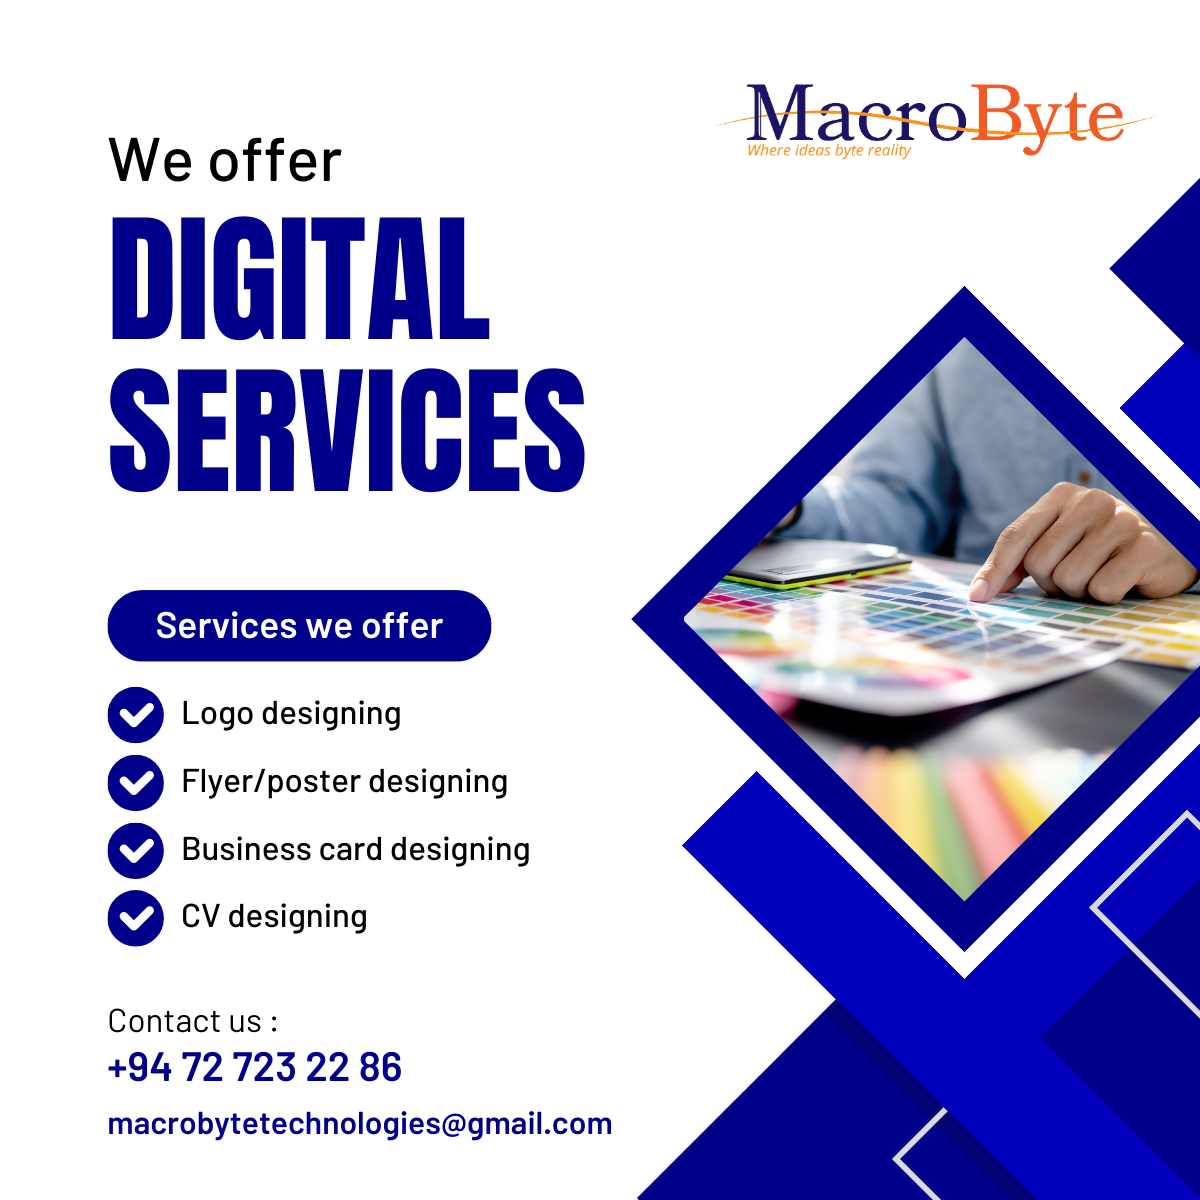 MacroByte
Where ideas byte reality
We offer
DIGITAL
SERVICES
Services we offer
Logo designing
Flyer/poster designing
Business card designing
CV designing
Contact us :
+94 72 723 22 86
macrobytetechnologies@gmail.com